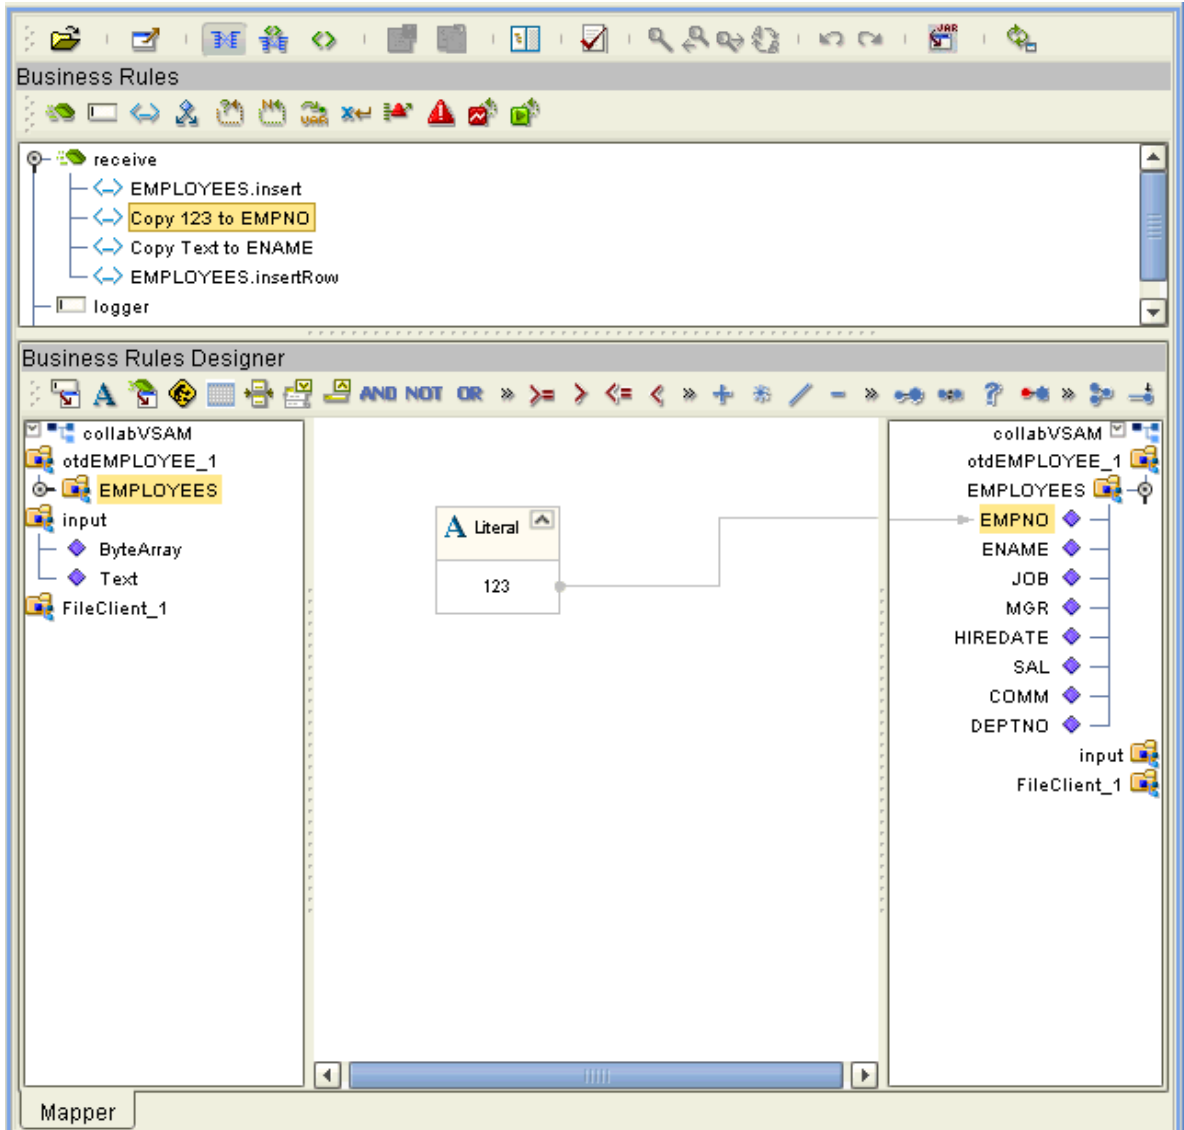 JAR
Business Rules
VAR
receive
EMPLOYEES.insert
Copy 123 to EMPNO
Copy Text to ENAME
EMPLOYEES.insertRow
logger
Business Rules Designer
A AND NOT OR » >= > <= < » + / - » ? » 
collabVSAM
otdEMPLOYEE_1
EMPLOYEES
input
ByteArray
Text
FileClient_1
A Literal
123
collabVSAM
otdEMPLOYEE_1
EMPLOYEES
EMPNO
ENAME
JOB
MGR
HIREDATE
SAL
COMM
DEPTNO
input
FileClient_1
Mapper